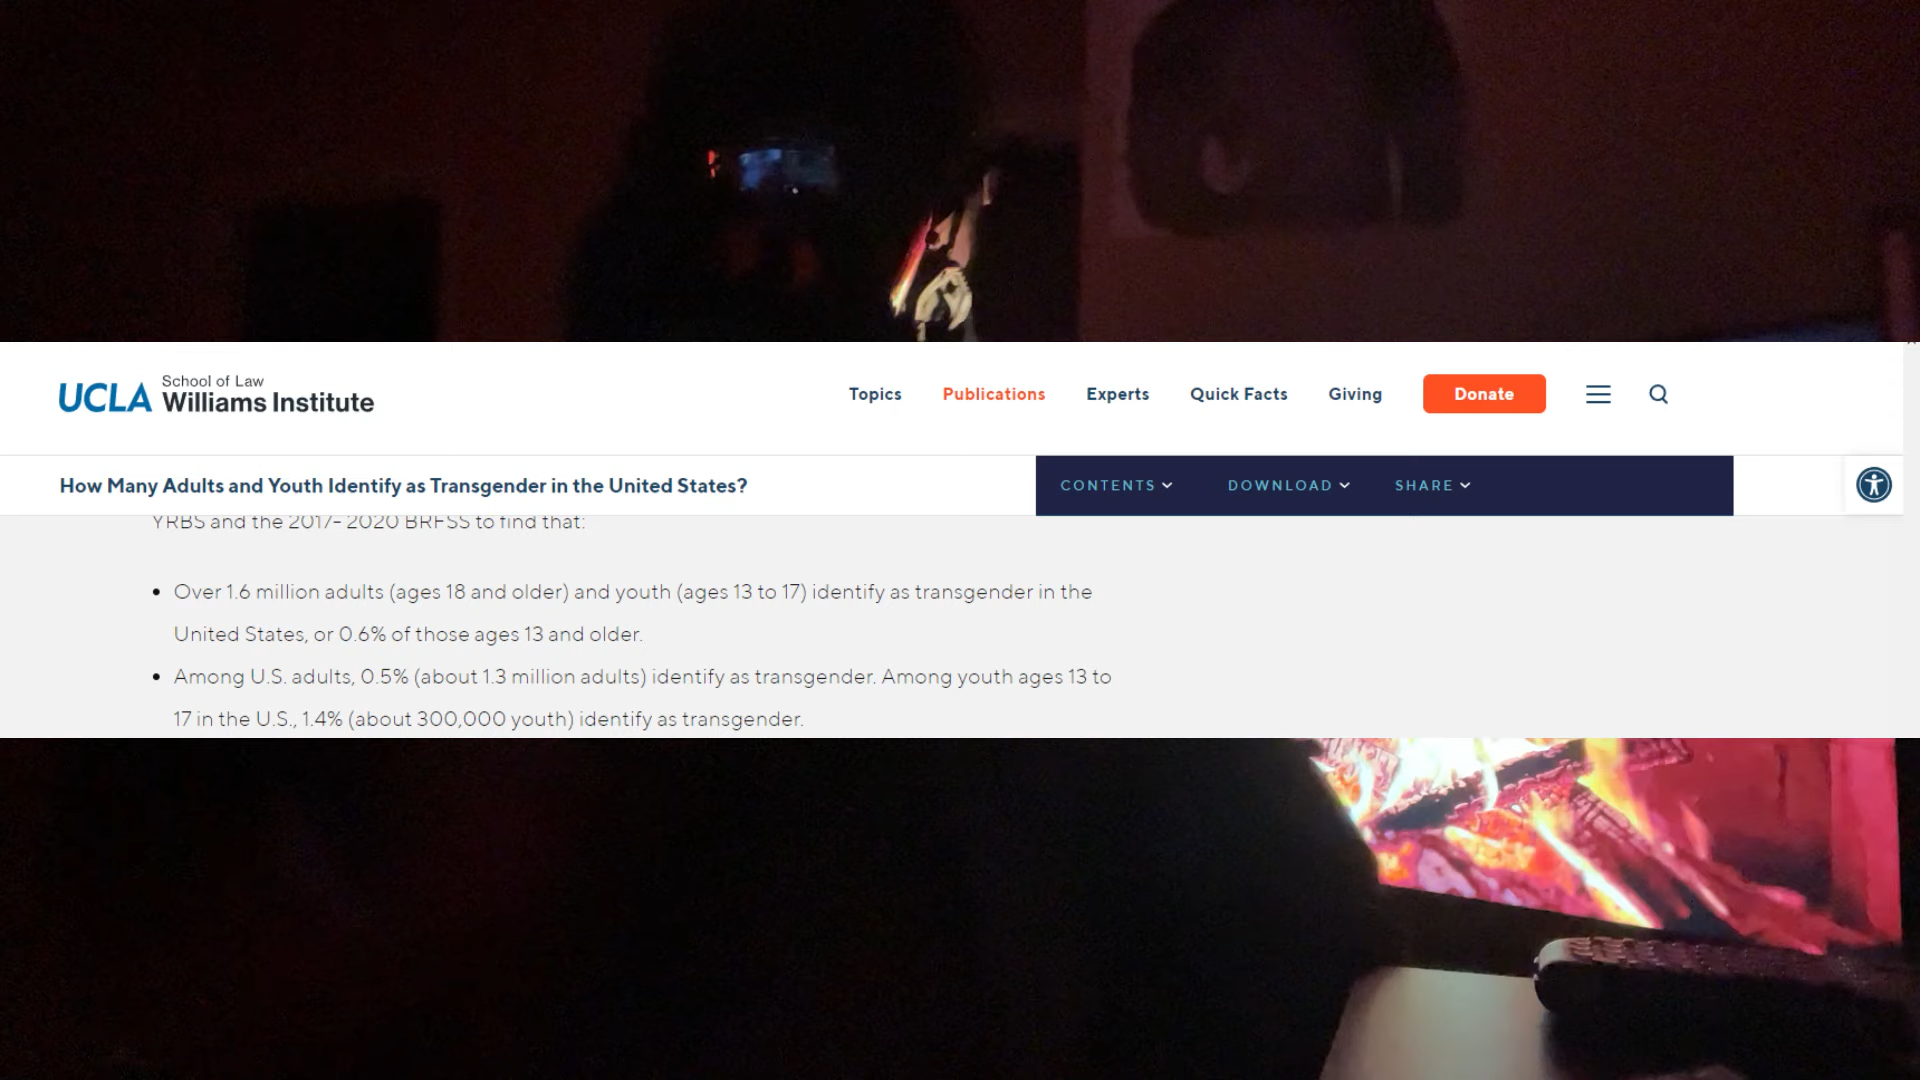 School of Law
UCLA Williams Institute
Topics Publications Experts Quick Facts Giving Donate
How Many Adults and Youth Identify as Transgender in the United States?
CONTENTS DOWNLOAD SHARE
YRBS and the 2017– 2020 BRFSS to find that:
• Over 1.6 million adults (ages 18 and older) and youth (ages 13 to 17) identify as transgender in the
United States, or 0.6% of those ages 13 and older.
• Among U.S. adults, 0.5% (about 1.3 million adults) identify as transgender. Among youth ages 13 to
17 in the U.S., 1.4% (about 300,000 youth) identify as transgender.